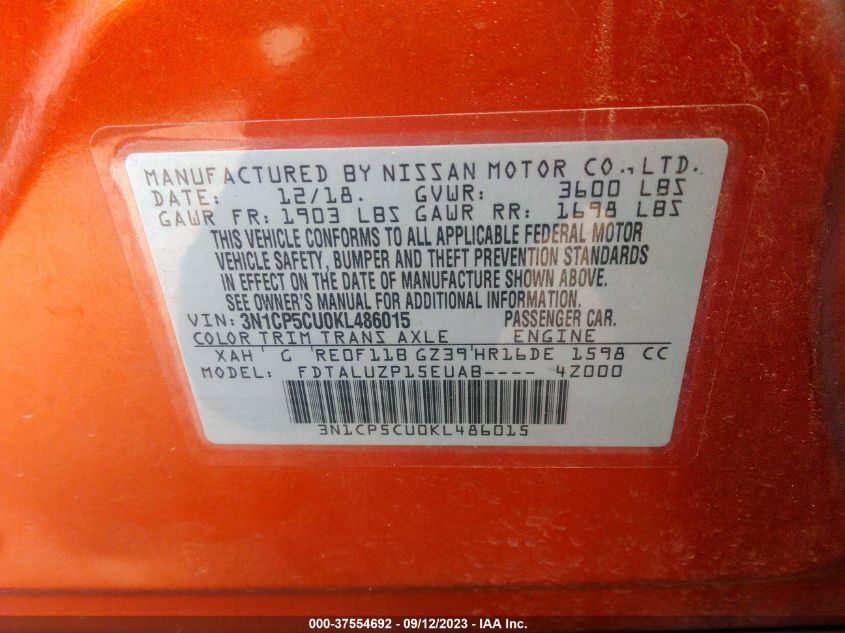 MANUFACTURED BY NISSAN MOTOR CO.,LTD.
DATE: 12/18. GVWR: 3600 LBS
GAWR FR: 1903 LBS GAWR RR: 1698 LBS
THIS VEHICLE CONFORMS TO ALL APPLICABLE FEDERAL MOTOR
VEHICLE SAFETY, BUMPER AND THEFT PREVENTION STANDARDS
IN EFFECT ON THE DATE OF MANUFACTURE SHOWN ABOVE.
SEE OWNER'S MANUAL FOR ADDITIONAL INFORMATION.
VIN: 3N1CP5CU0KL486015 PASSENGER CAR.
COLOR TRIM TRANS AXLE ENGINE
XAH G RE0F11B GZ39 HR16DE 1598 CC
MODEL: FDTALUZP15EUAB---- 4Z000
3N1CP5CU0KL486015
000-37554692 - 09/12/2023 - IAA Inc.